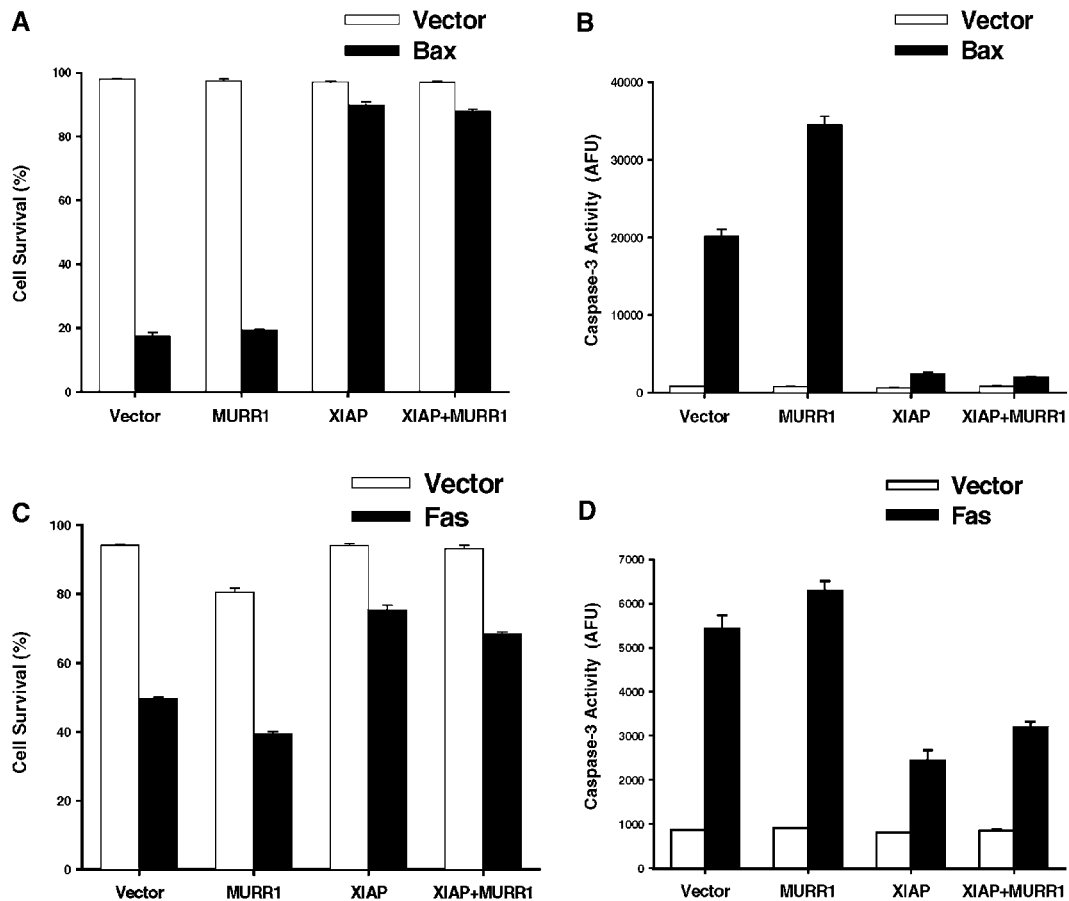 A
Vector
Bax
Cell Survival (%)
100
80
60
40
20
0
Vector MURR1 XIAP XIAP+MURR1
B
Vector
Bax
Caspase-3 Activity (AFU)
40000
30000
20000
10000
0
Vector MURR1 XIAP XIAP+MURR1
C
Vector
Fas
Cell Survival (%)
100
80
60
40
20
0
Vector MURR1 XIAP XIAP+MURR1
D
Vector
Fas
Caspase-3 Activity (AFU)
7000
6000
5000
4000
3000
2000
1000
0
Vector MURR1 XIAP XIAP+MURR1